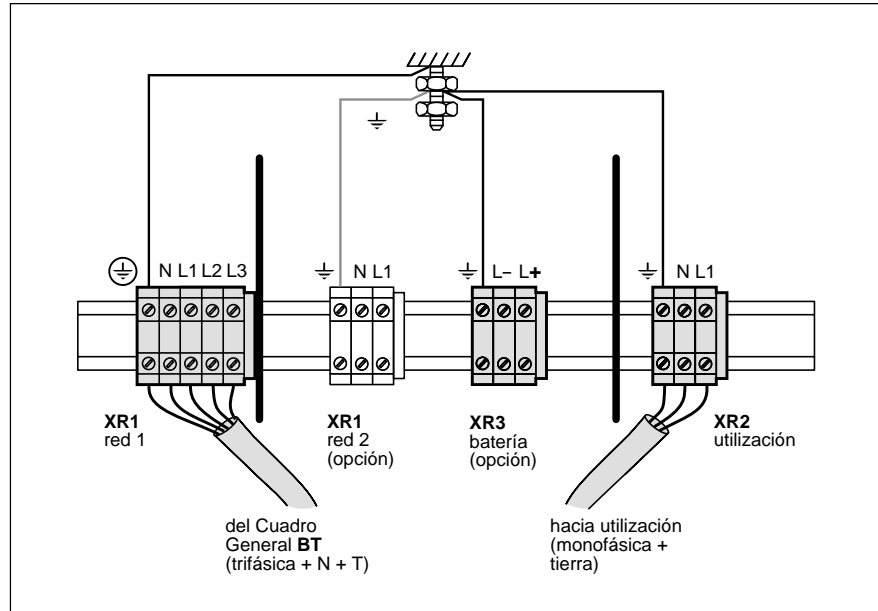 N L1 L2 L3
N L1
L– L+
N L1
XR1
red 1
XR1
red 2
(opción)
XR3
batería
(opción)
XR2
utilización
del Cuadro
General BT
(trifásica + N + T)
hacia utilización
(monofásica +
tierra)